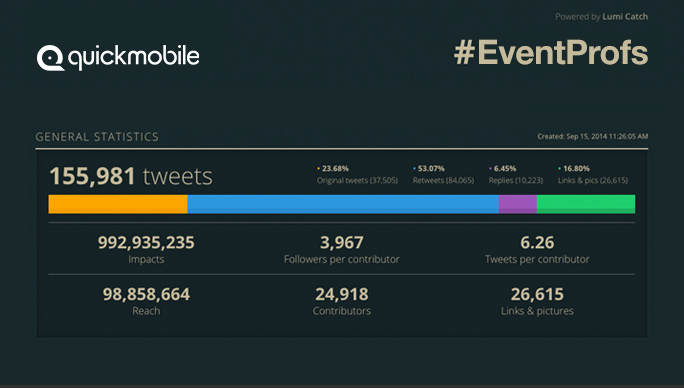 Powered by Lumi Catch
quickmobile
#EventProfs
GENERAL STATISTICS
Created: Sep 15, 2014 11:26:05 AM
155,981 tweets
23.68% 53.07% 6.45% 16.80%
Original tweets (37,505) Retweets (84,065) Replies (10,223) Links & pics (26,615)
992,935,235 3,967 6.26
Impacts Followers per contributor Tweets per contributor
98,858,664 24,918 26,615
Reach Contributors Links & pictures